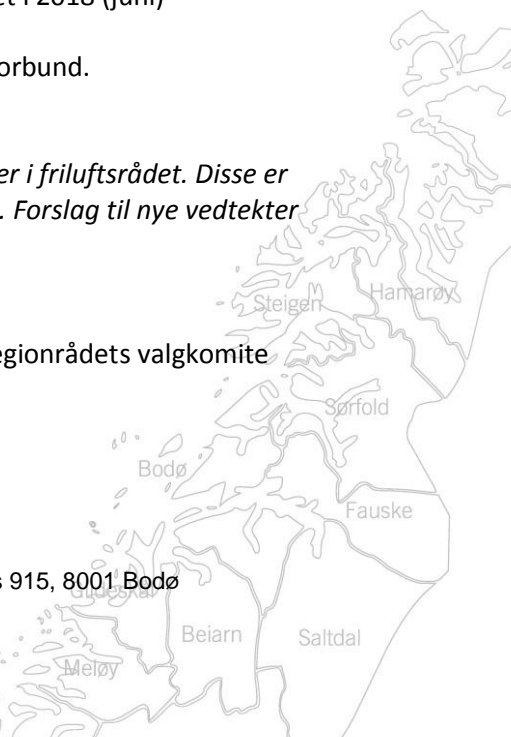 et i 2018 (juni)
orbund.
er i friluftsrådet. Disse er
. Forslag til nye vedtekter
Steigen
Hamarøy
egionrådets valgkomite
Sørfold
Bodø
Fauske
s 915, 8001 Bodø
Gildeskål
Beiarn
Saltdal
Meløy